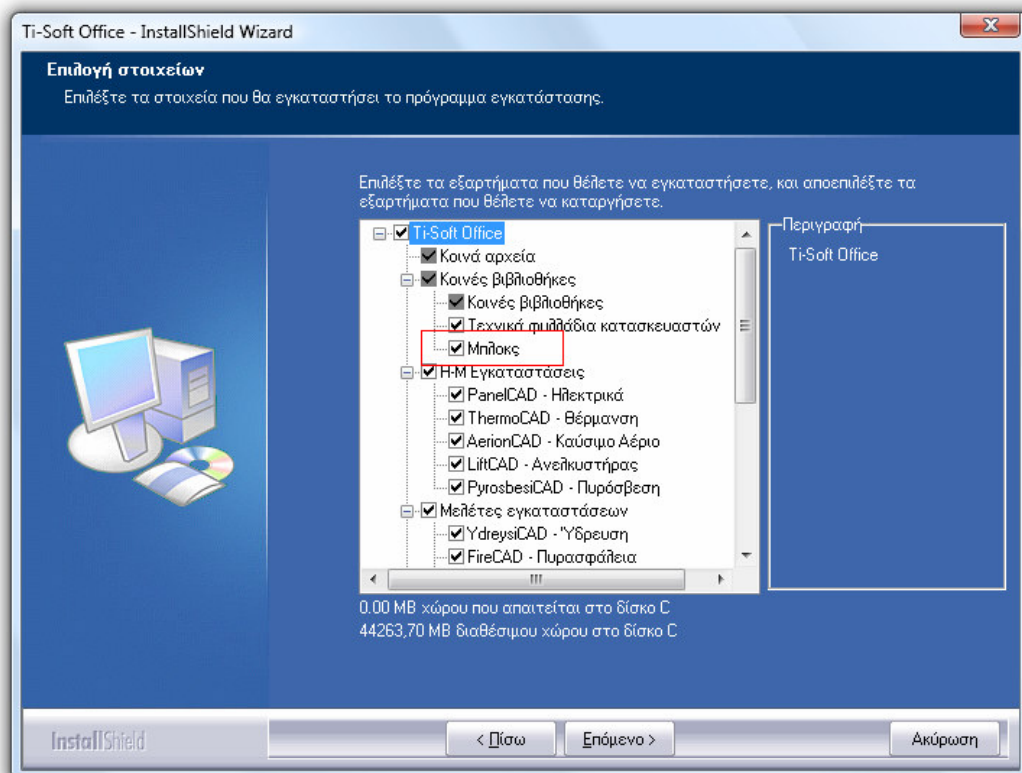 Ti-Soft Office - InstallShield Wizard
Επιλογή στοιχείων
Επιλέξτε τα στοιχεία που θα εγκαταστήσει το πρόγραμμα εγκατάστασης.
Επιλέξτε τα εξαρτήματα που θέλετε να εγκαταστήσετε, και αποεπιλέξτε τα
εξαρτήματα που θέλετε να καταργήσετε.
Ti-Soft Office
Κοινά αρχεία
Κοινές βιβλιοθήκες
Κοινές βιβλιοθήκες
Τεχνικά φυλλάδια κατασκευαστών
Μπλοκς
Η-Μ Εγκαταστάσεις
PanelCAD - Ηλεκτρικά
ThermoCAD - Θέρμανση
AerionCAD - Καύσιμο Αέριο
LiftCAD - Ανελκυστήρας
PyrosbesiCAD - Πυρόσβεση
Μελέτες εγκαταστάσεων
YdreysiCAD - Ύδρευση
FireCAD - Πυρασφάλεια
Περιγραφή
Ti-Soft Office
0.00 MB χώρου που απαιτείται στο δίσκο C
44263,70 MB διαθέσιμου χώρου στο δίσκο C
InstallShield
< Πίσω
Επόμενο >
Ακύρωση